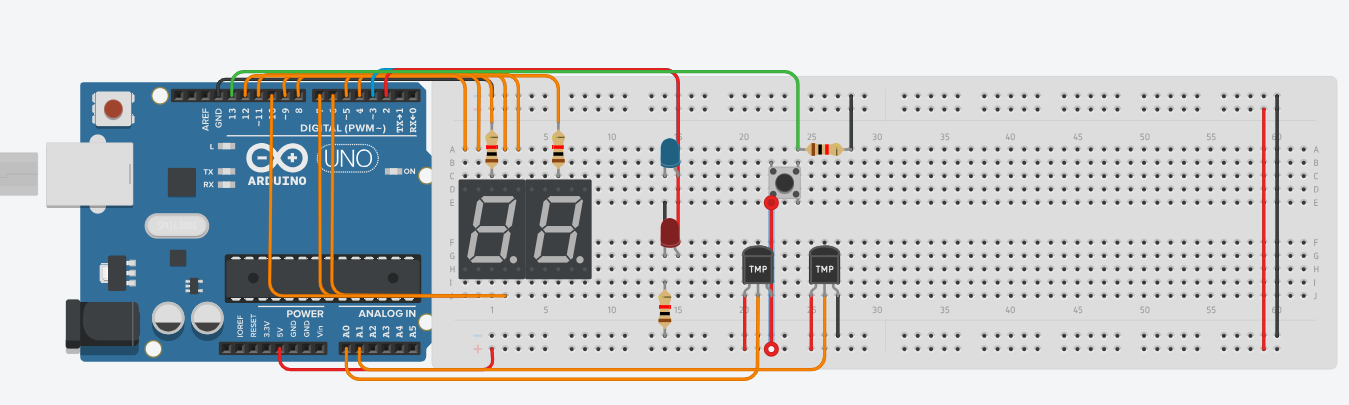 AREF
GND
13
12
~11
~10
~9
8
7
~6
~5
4
~3
2
TX→1
RX←0
DIGITAL (PWM~)
L
TX
RX
ARDUINO
UNO
ON
POWER
ANALOG IN
IOREF
RESET
3.3V
5V
GND
GND
Vin
A0
A1
A2
A3
A4
A5
5 10 15 20 25 30 35 40 45 50 55 60
A A
B B
C C
D D
E E
F F
G G
H H
I I
J J
TMP TMP
1 5 10 15 20 25 30 35 40 45 50 55 60